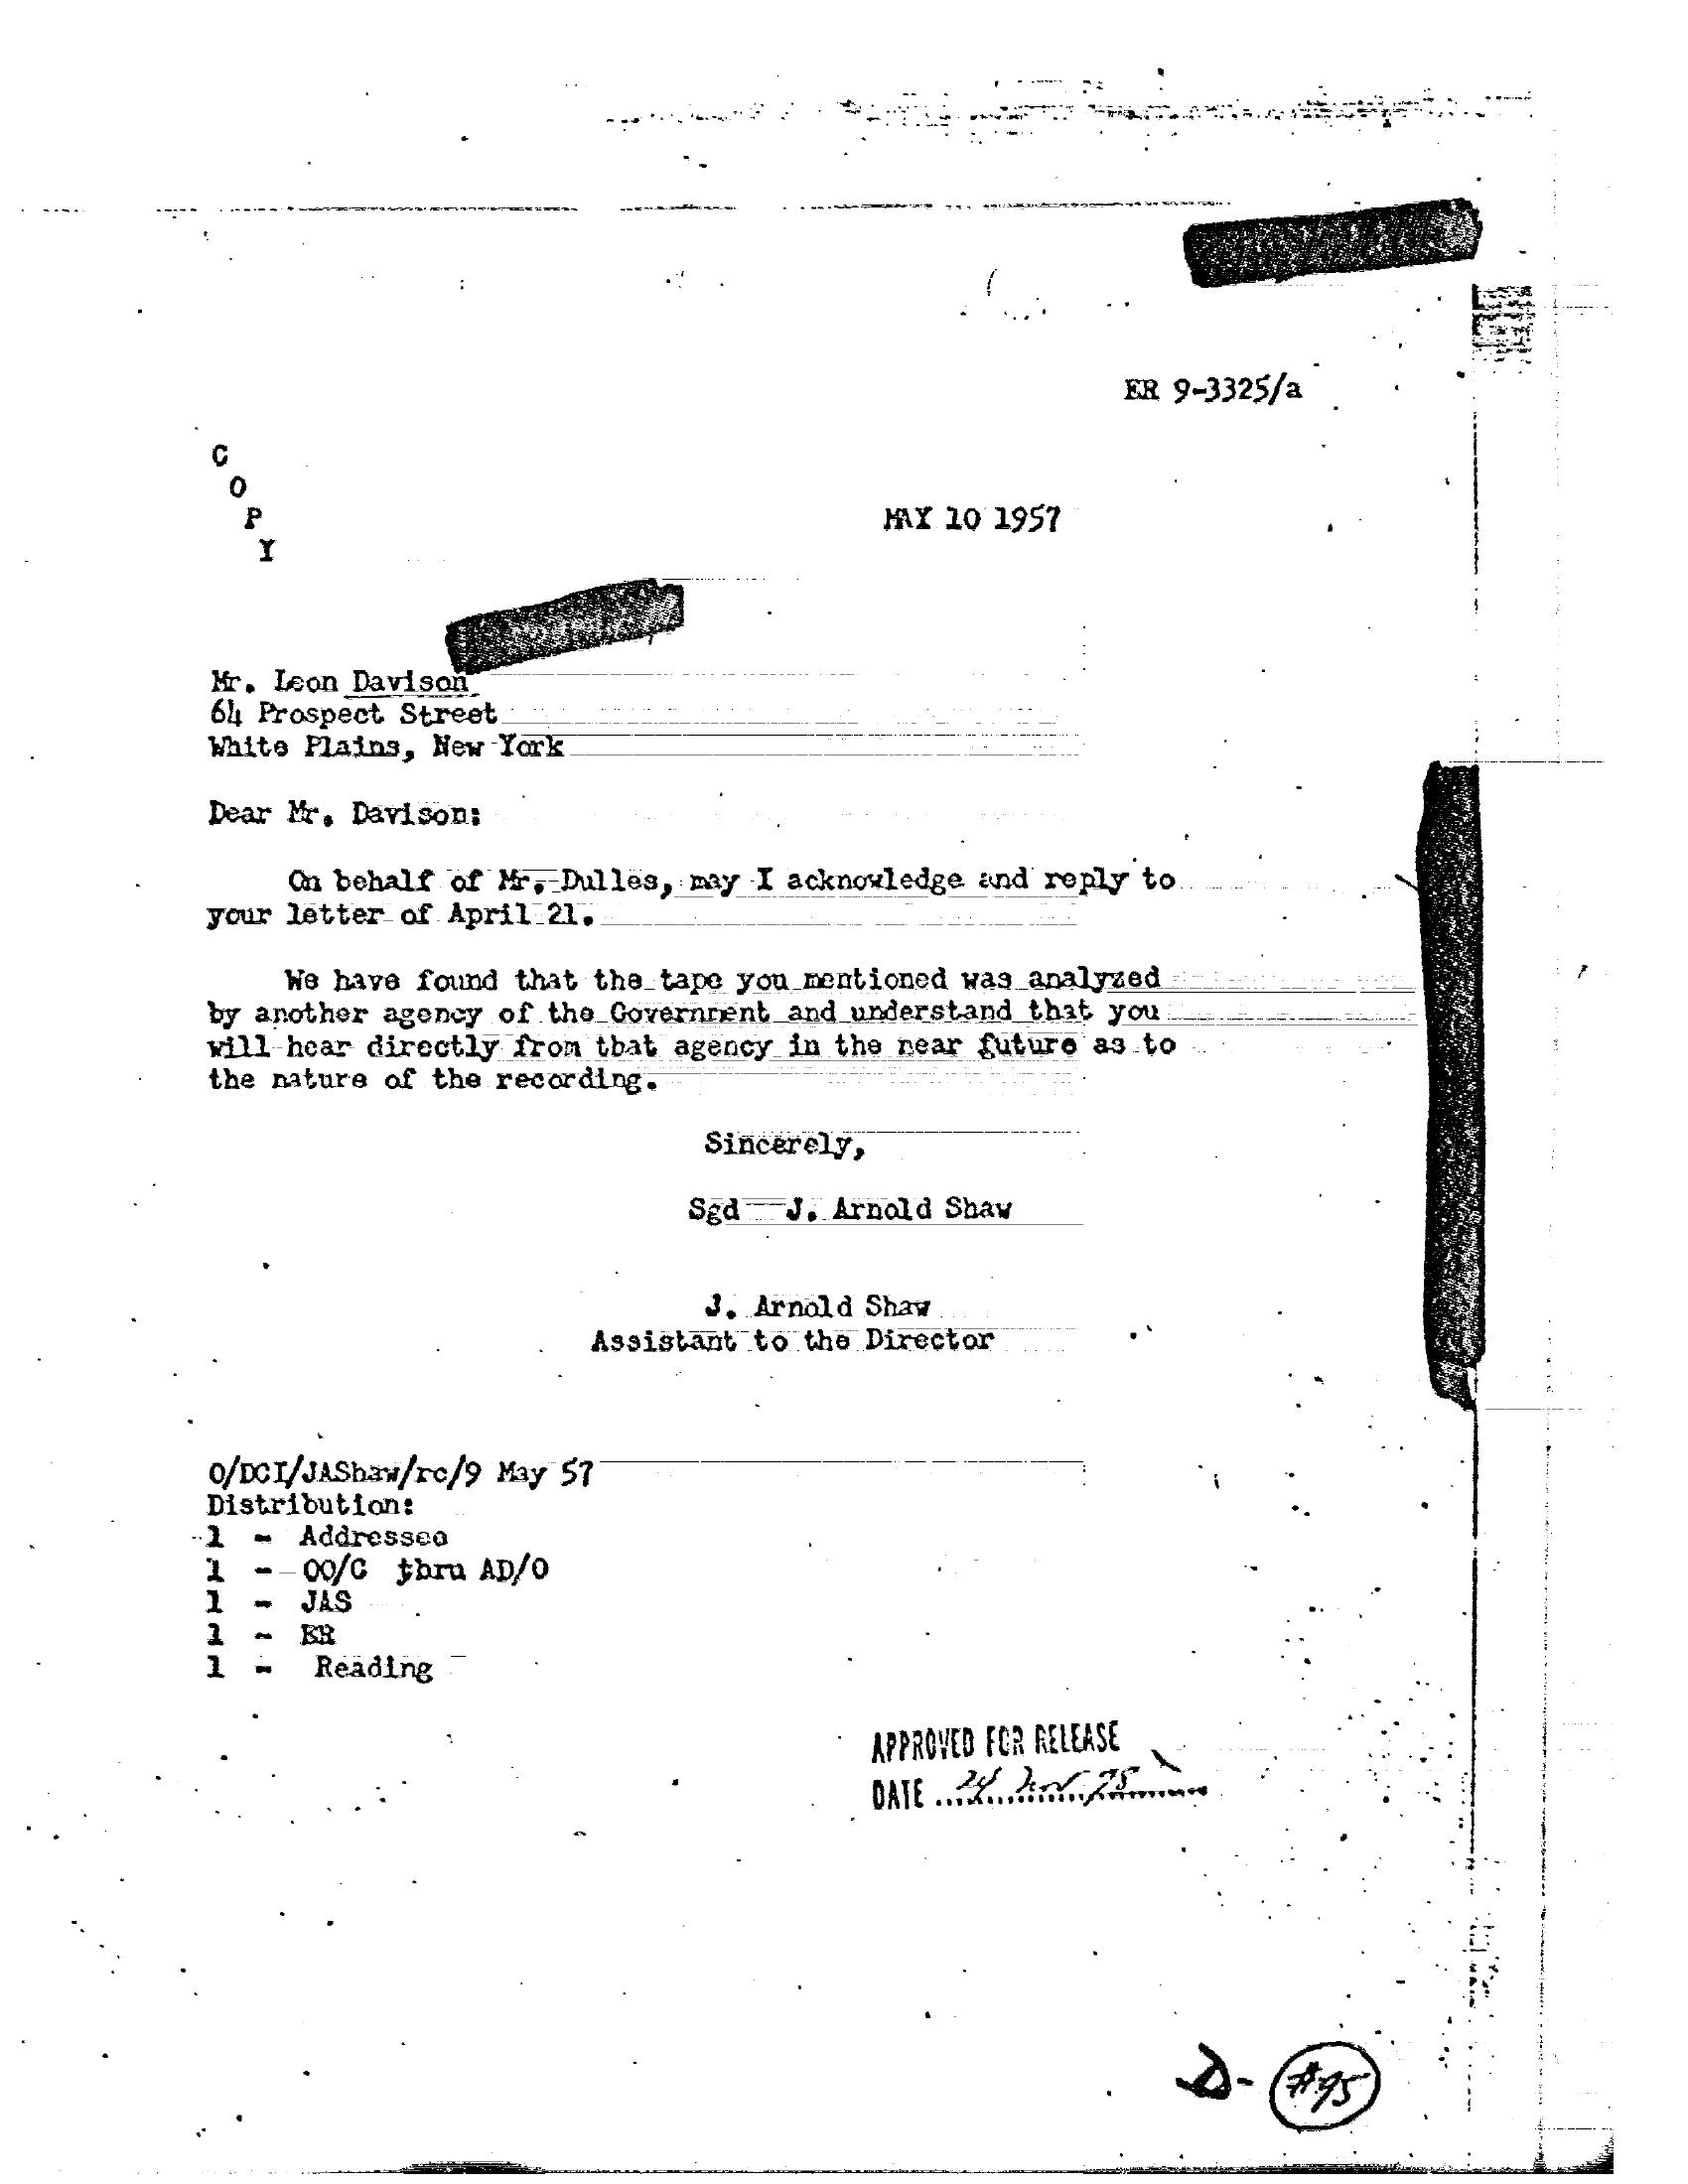 ER 9-3325/a
C
O
P
Y
MAY 10 1957
Mr. Leon Davison
64 Prospect Street
White Plains, New York
Dear Mr. Davison:
On behalf of Mr. Dulles, may I acknowledge and reply to
your letter of April 21.
We have found that the tape you mentioned was analyzed
by another agency of the Government and understand that you
will hear directly from that agency in the near future as to
the nature of the recording.
Sincerely,
Sgd J. Arnold Shaw
J. Arnold Shaw
Assistant to the Director
O/DCI/JAShaw/rc/9 May 57
Distribution:
1 - Addressee
1 - OO/C thru AD/O
1 - JAS
1 - ER
1 - Reading
APPROVED FOR RELEASE
DATE 24 Nov 78
D- #95